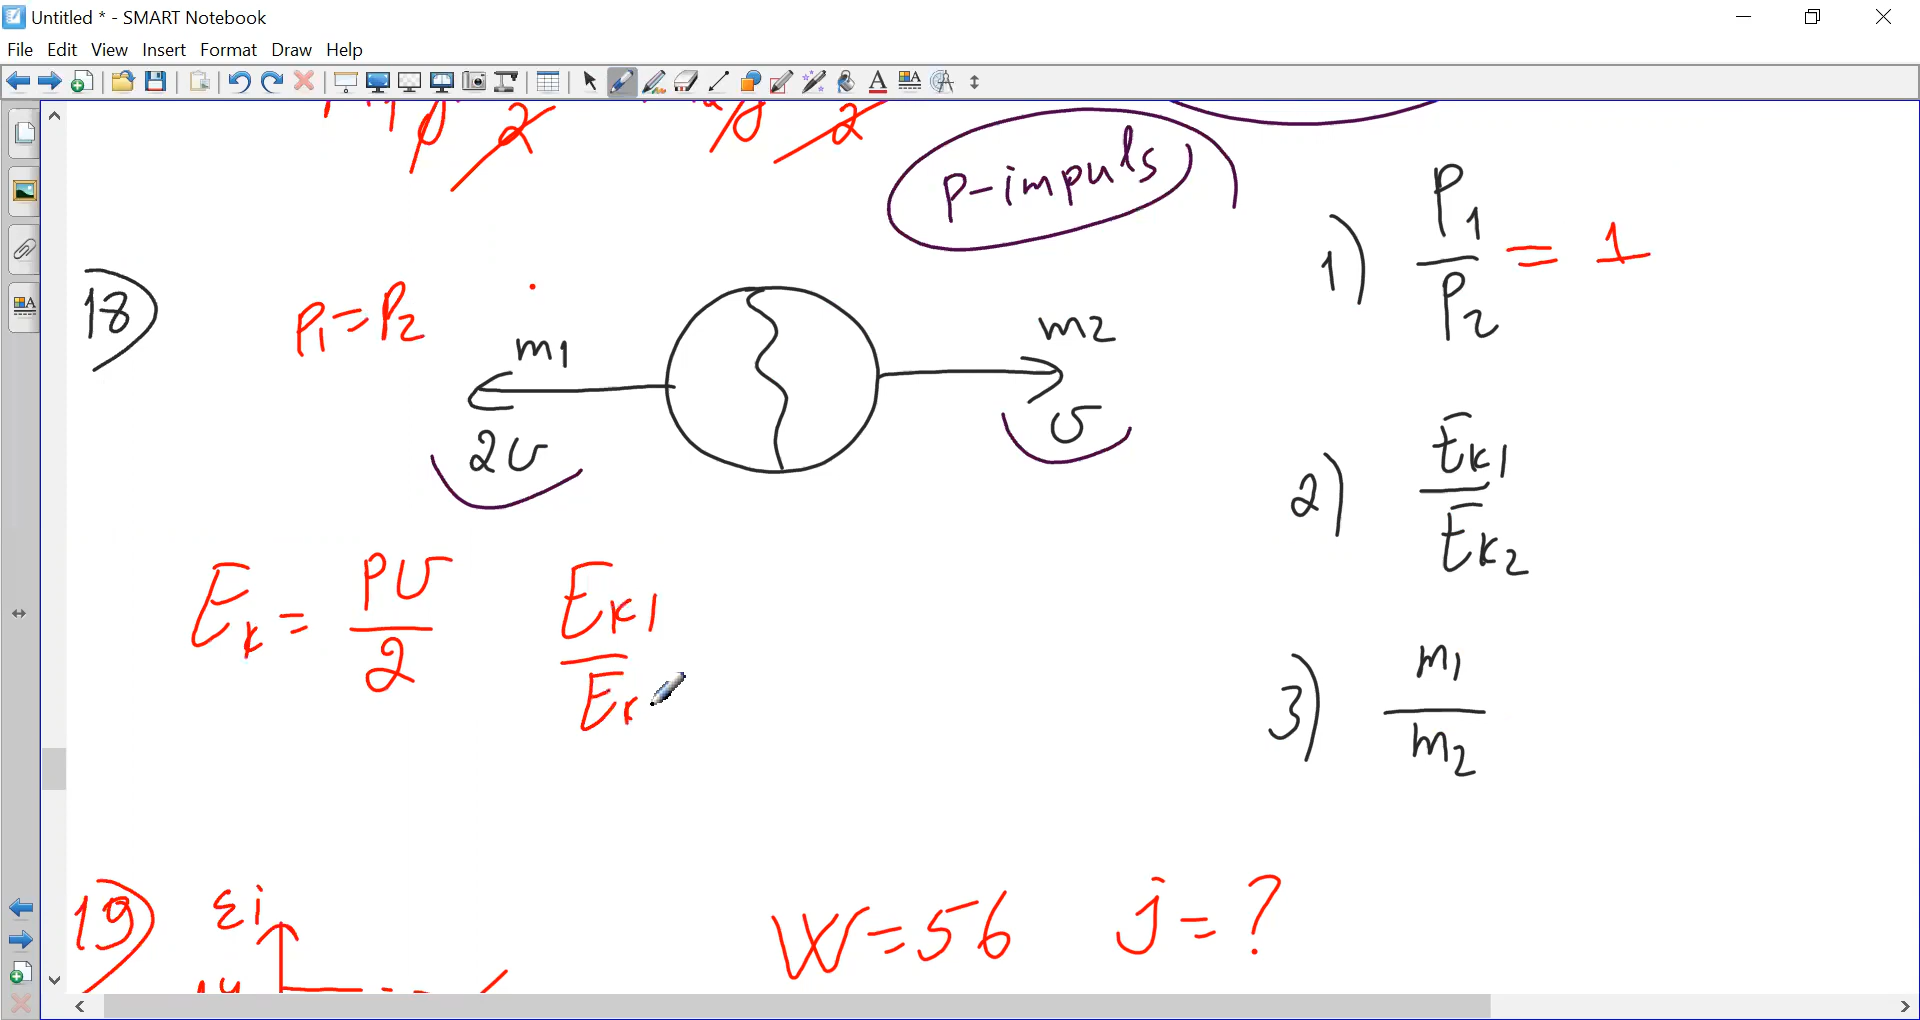 Untitled * - SMART Notebook
File Edit View Insert Format Draw Help
P-impuls
18)
P1=P2
m1
2υ
m2
υ
1) P1/P2 = 1
2) Ek1/Ek2
3) m1/m2
Ek = Pυ/2
Ek1/Ek
19)
εi
W=56
j=?